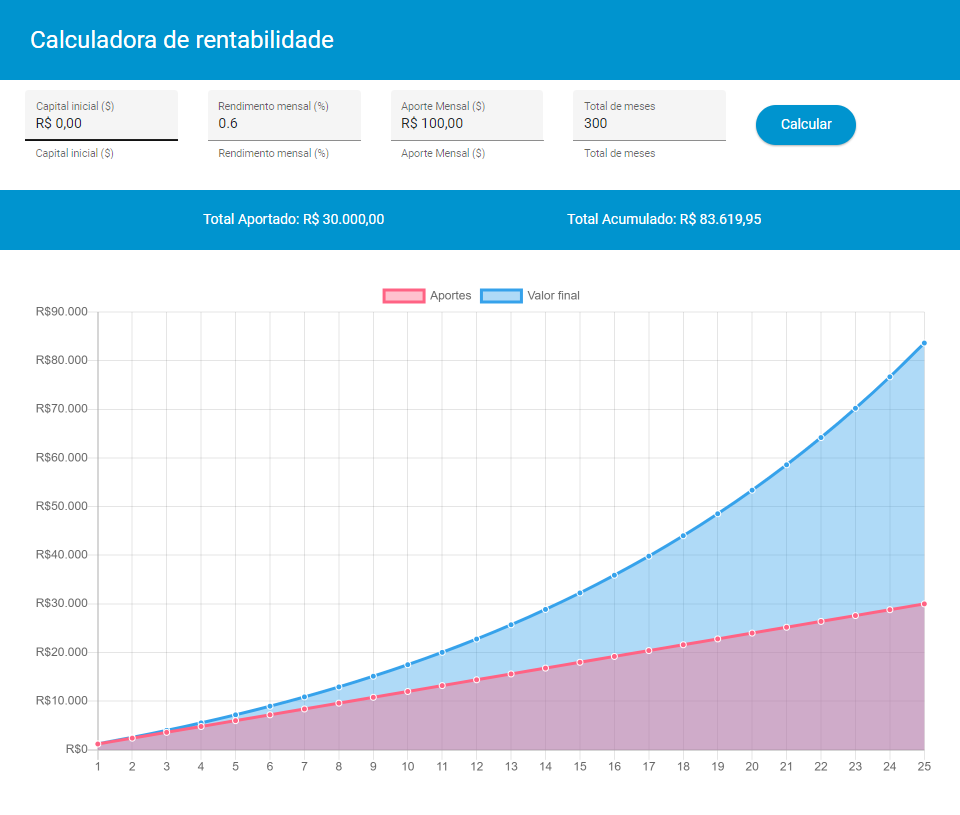 Calculadora de rentabilidade
Capital inicial ($) Rendimento mensal (%) Aporte Mensal ($) Total de meses
R$ 0,00 0.6 R$ 100,00 300 Calcular
Capital inicial ($) Rendimento mensal (%) Aporte Mensal ($) Total de meses
Total Aportado: R$ 30.000,00 Total Acumulado: R$ 83.619,95
Aportes Valor final
R$90.000
R$80.000
R$70.000
R$60.000
R$50.000
R$40.000
R$30.000
R$20.000
R$10.000
R$0
1 2 3 4 5 6 7 8 9 10 11 12 13 14 15 16 17 18 19 20 21 22 23 24 25